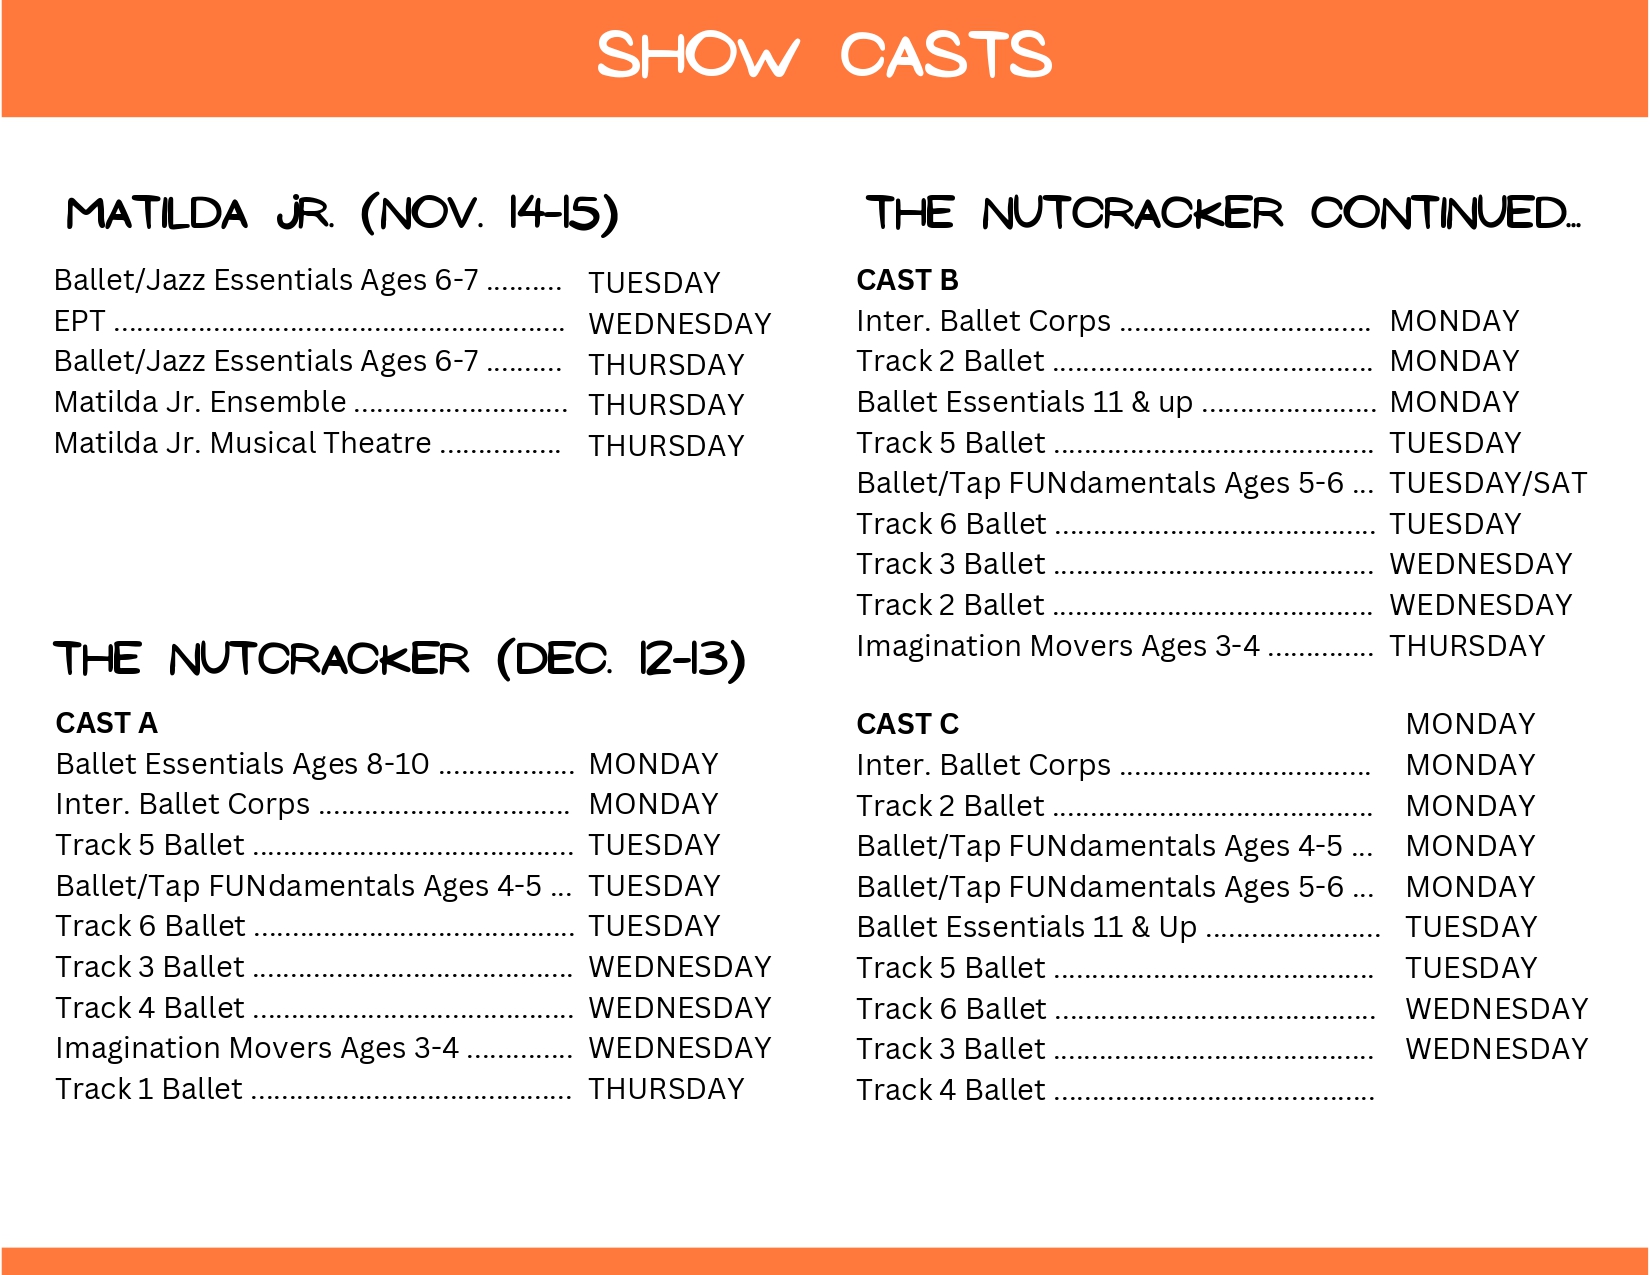 SHOW CASTS
MATILDA JR. (NOV. 14-15)
Ballet/Jazz Essentials Ages 6-7 .......... TUESDAY
EPT ........................................................... WEDNESDAY
Ballet/Jazz Essentials Ages 6-7 .......... THURSDAY
Matilda Jr. Ensemble ............................ THURSDAY
Matilda Jr. Musical Theatre ................ THURSDAY
THE NUTCRACKER (DEC. 12-13)
CAST A
Ballet Essentials Ages 8-10 .................. MONDAY
Inter. Ballet Corps ................................. MONDAY
Track 5 Ballet .......................................... TUESDAY
Ballet/Tap FUNdamentals Ages 4-5 ... TUESDAY
Track 6 Ballet .......................................... TUESDAY
Track 3 Ballet .......................................... WEDNESDAY
Track 4 Ballet .......................................... WEDNESDAY
Imagination Movers Ages 3-4 .............. WEDNESDAY
Track 1 Ballet .......................................... THURSDAY
THE NUTCRACKER CONTINUED...
CAST B
Inter. Ballet Corps ................................. MONDAY
Track 2 Ballet .......................................... MONDAY
Ballet Essentials 11 & up ....................... MONDAY
Track 5 Ballet .......................................... TUESDAY
Ballet/Tap FUNdamentals Ages 5-6 ... TUESDAY/SAT
Track 6 Ballet .......................................... TUESDAY
Track 3 Ballet .......................................... WEDNESDAY
Track 2 Ballet .......................................... WEDNESDAY
Imagination Movers Ages 3-4 .............. THURSDAY
CAST C MONDAY
Inter. Ballet Corps ................................. MONDAY
Track 2 Ballet .......................................... MONDAY
Ballet/Tap FUNdamentals Ages 4-5 ... MONDAY
Ballet/Tap FUNdamentals Ages 5-6 ... MONDAY
Ballet Essentials 11 & Up ....................... TUESDAY
Track 5 Ballet .......................................... TUESDAY
Track 6 Ballet .......................................... WEDNESDAY
Track 3 Ballet .......................................... WEDNESDAY
Track 4 Ballet ..........................................